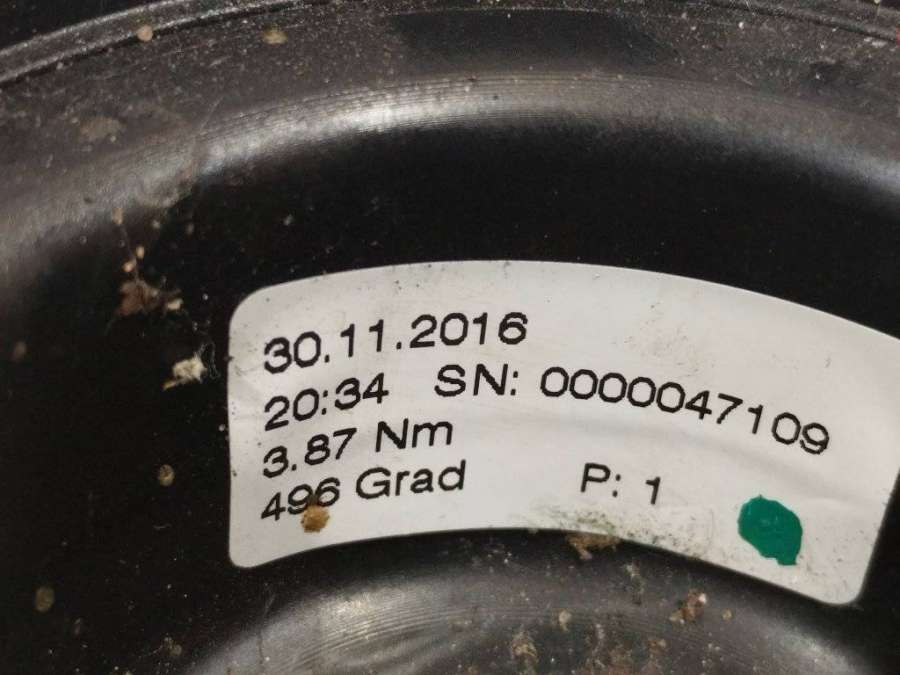 30.11.2016
20:34 SN: 0000047109
3.87 Nm
496 Grad P: 1